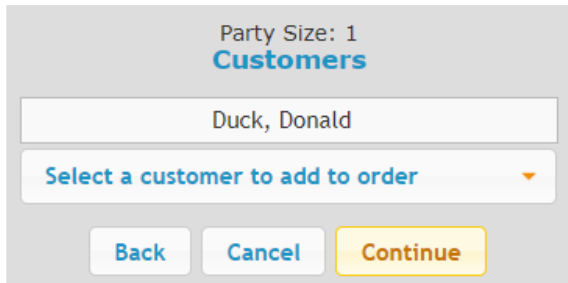 Party Size: 1
Customers
Duck, Donald
Select a customer to add to order
Back Cancel Continue